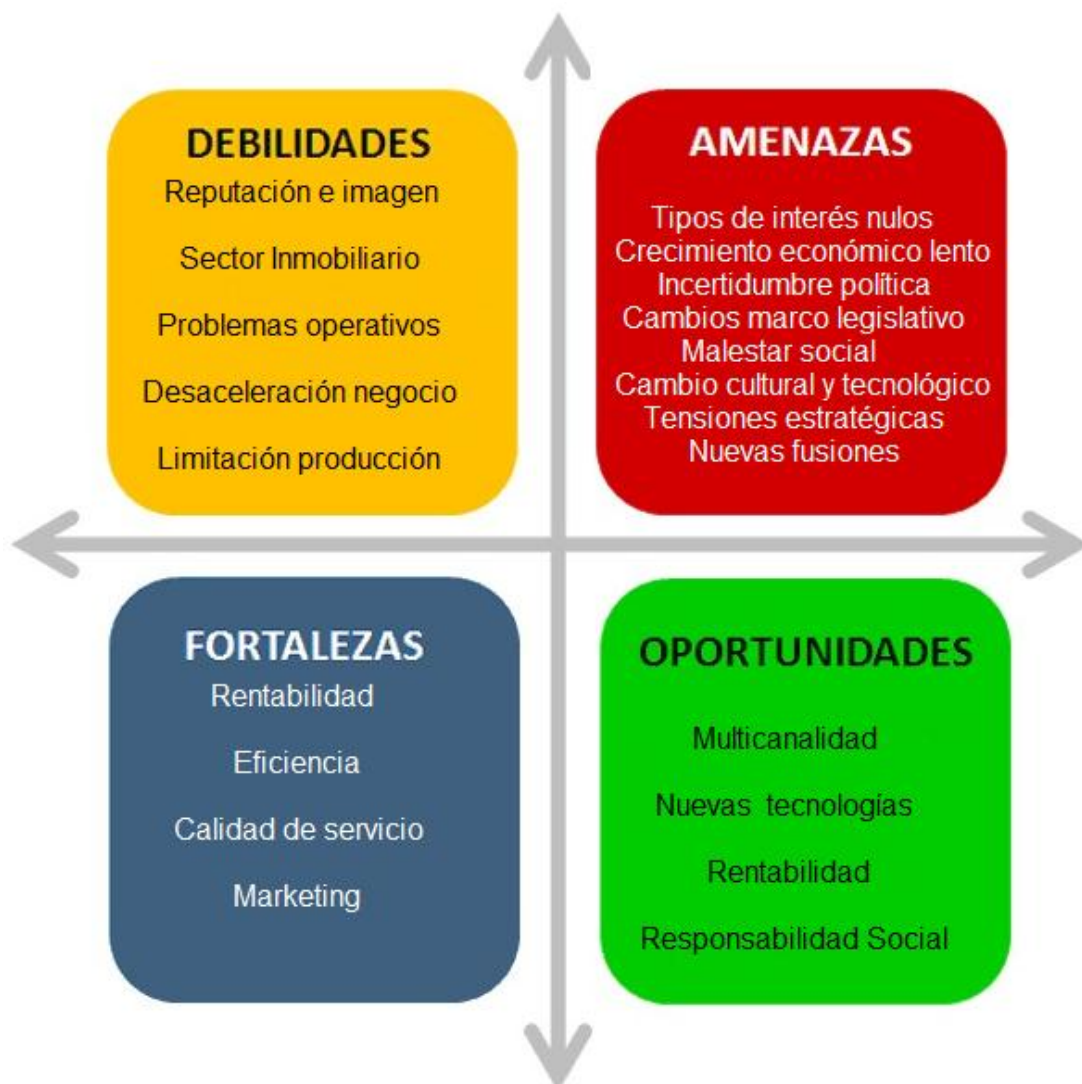 DEBILIDADES
Reputación e imagen
Sector Inmobiliario
Problemas operativos
Desaceleración negocio
Limitación producción
AMENAZAS
Tipos de interés nulos
Crecimiento económico lento
Incertidumbre política
Cambios marco legislativo
Malestar social
Cambio cultural y tecnológico
Tensiones estratégicas
Nuevas fusiones
FORTALEZAS
Rentabilidad
Eficiencia
Calidad de servicio
Marketing
OPORTUNIDADES
Multicanalidad
Nuevas tecnologías
Rentabilidad
Responsabilidad Social